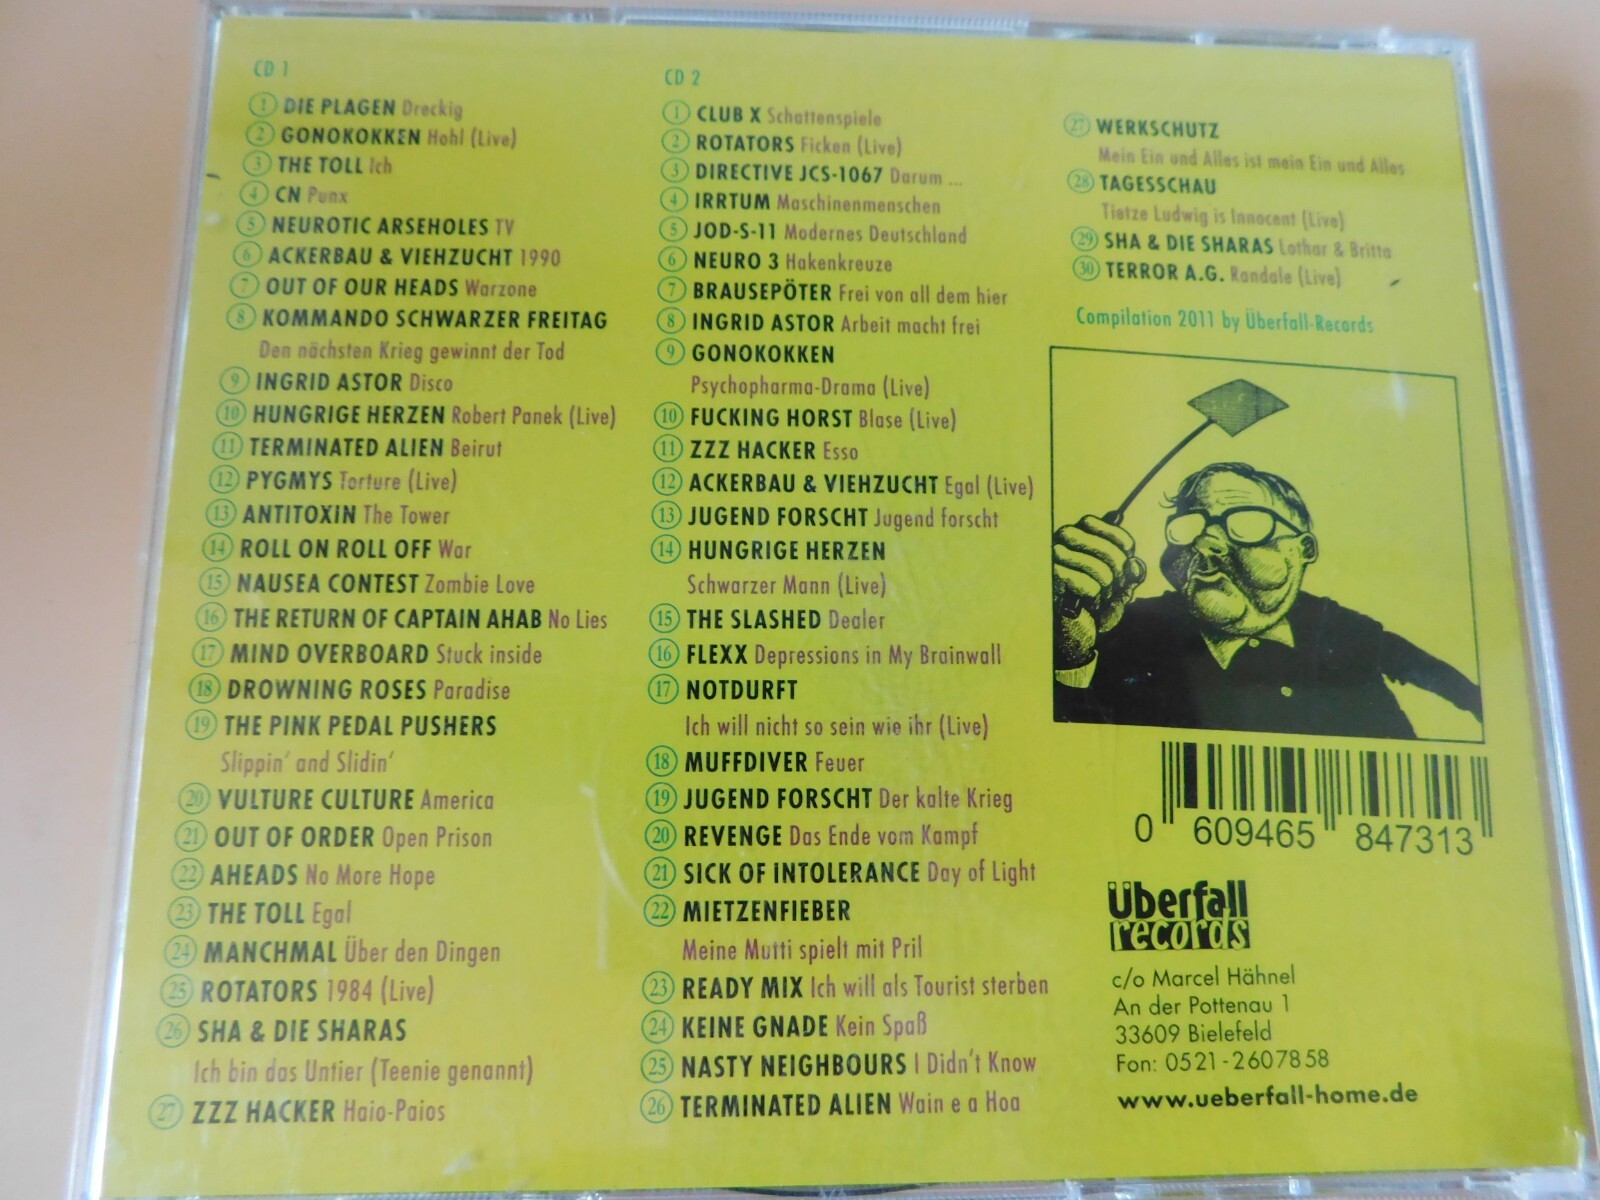 CD 1
1 DIE PLAGEN Dreckig
2 GONOKOKKEN Hohl (Live)
3 THE TOLL Ich
4 CN Punx
5 NEUROTIC ARSEHOLES TV
6 ACKERBAU & VIEHZUCHT 1990
7 OUT OF OUR HEADS Warzone
8 KOMMANDO SCHWARZER FREITAG
Den nächsten Krieg gewinnt der Tod
9 INGRID ASTOR Disco
10 HUNGRIGE HERZEN Robert Panek (Live)
11 TERMINATED ALIEN Beirut
12 PYGMYS Torture (Live)
13 ANTITOXIN The Tower
14 ROLL ON ROLL OFF War
15 NAUSEA CONTEST Zombie Love
16 THE RETURN OF CAPTAIN AHAB No Lies
17 MIND OVERBOARD Stuck inside
18 DROWNING ROSES Paradise
19 THE PINK PEDAL PUSHERS
Slippin' and Slidin'
20 VULTURE CULTURE America
21 OUT OF ORDER Open Prison
22 AHEADS No More Hope
23 THE TOLL Egal
24 MANCHMAL Über den Dingen
25 ROTATORS 1984 (Live)
26 SHA & DIE SHARAS
Ich bin das Untier (Teenie genannt)
27 ZZZ HACKER Haio-Paios
CD 2
1 CLUB X Schattenspiele
2 ROTATORS Ficken (Live)
3 DIRECTIVE JCS-1067 Darum ...
4 IRRTUM Maschinenmenschen
5 JOD-S-11 Modernes Deutschland
6 NEURO 3 Hakenkreuze
7 BRAUSEPÖTER Frei von all dem hier
8 INGRID ASTOR Arbeit macht frei
9 GONOKOKKEN
Psychopharma-Drama (Live)
10 FUCKING HORST Blase (Live)
11 ZZZ HACKER Esso
12 ACKERBAU & VIEHZUCHT Egal (Live)
13 JUGEND FORSCHT Jugend forscht
14 HUNGRIGE HERZEN
Schwarzer Mann (Live)
15 THE SLASHED Dealer
16 FLEXX Depressions in My Brainwall
17 NOTDURFT
Ich will nicht so sein wie ihr (Live)
18 MUFFDIVER Feuer
19 JUGEND FORSCHT Der kalte Krieg
20 REVENGE Das Ende vom Kampf
21 SICK OF INTOLERANCE Day of Light
22 MIETZENFIEBER
Meine Mutti spielt mit Pril
23 READY MIX Ich will als Tourist sterben
24 KEINE GNADE Kein Spaß
25 NASTY NEIGHBOURS I Didn't Know
26 TERMINATED ALIEN Wain e a Hoa
27 WERKSCHUTZ
Mein Ein und Alles ist mein Ein und Alles
28 TAGESSCHAU
Tietze Ludwig is Innocent (Live)
29 SHA & DIE SHARAS Lothar & Britta
30 TERROR A.G. Randale (Live)
Compilation 2011 by Überfall-Records
0 609465 847313
Überfall
records
c/o Marcel Hähnel
An der Pottenau 1
33609 Bielefeld
Fon: 0521-2607858
www.ueberfall-home.de